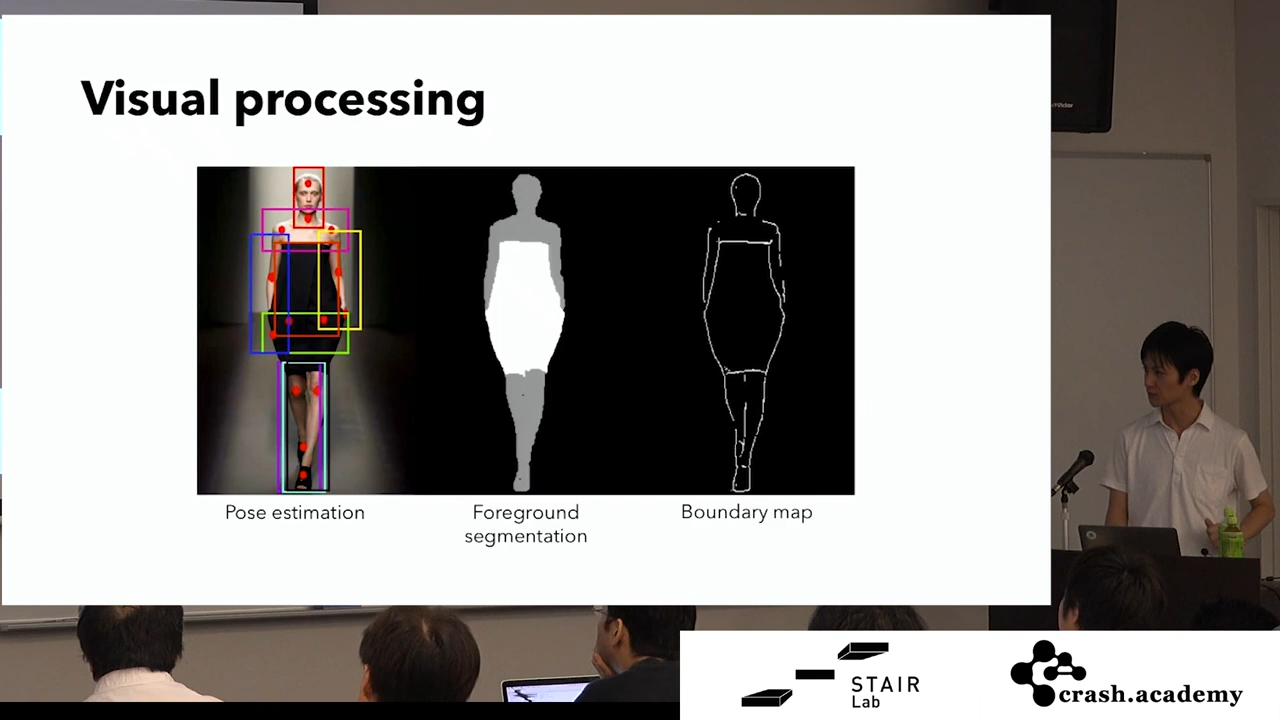 Visual processing
Pose estimation
Foreground
segmentation
Boundary map
STAIR
Lab
crash.academy